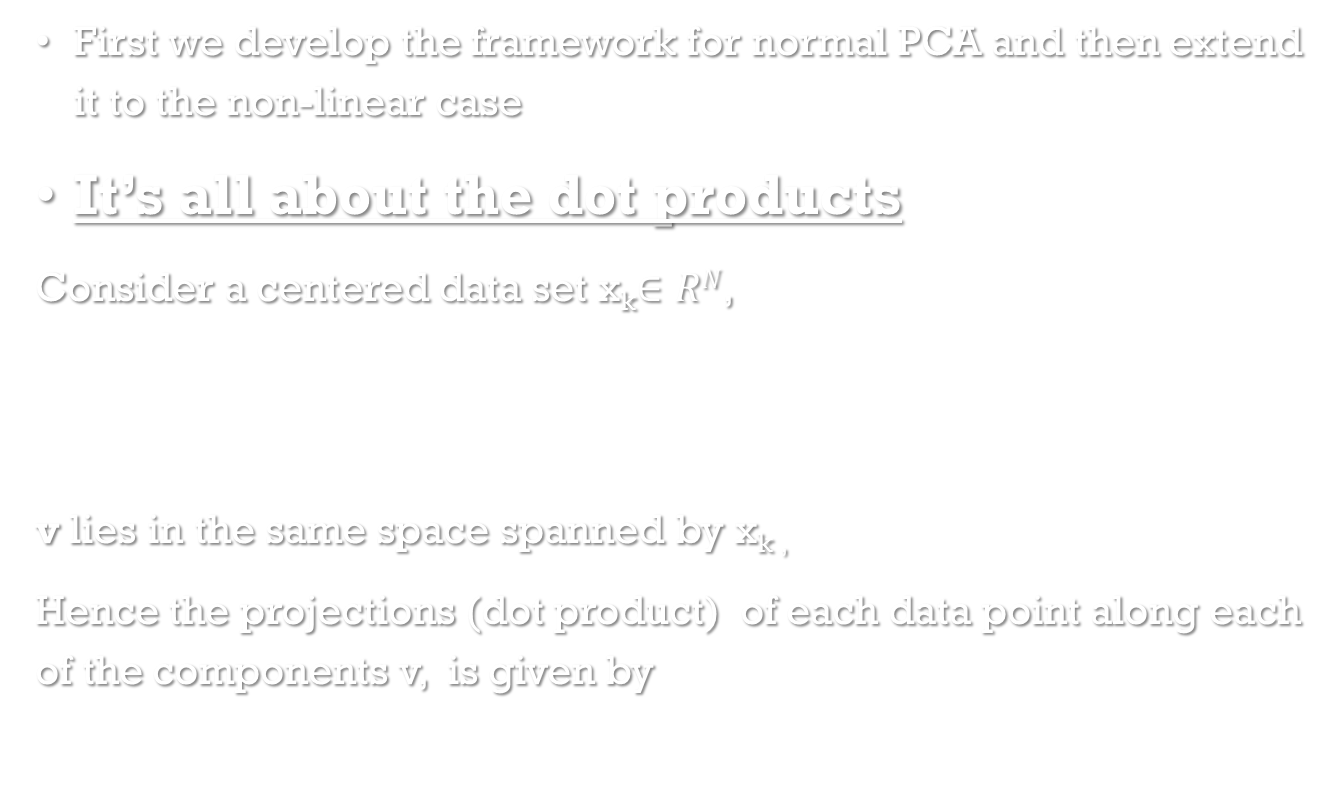 • First we develop the framework for normal PCA and then extend
it to the non-linear case
• It’s all about the dot products
Consider a centered data set xₖ∈ 𝑅ᴺ,
v lies in the same space spanned by xₖ ,
Hence the projections (dot product)  of each data point along each
of the components v,  is given by